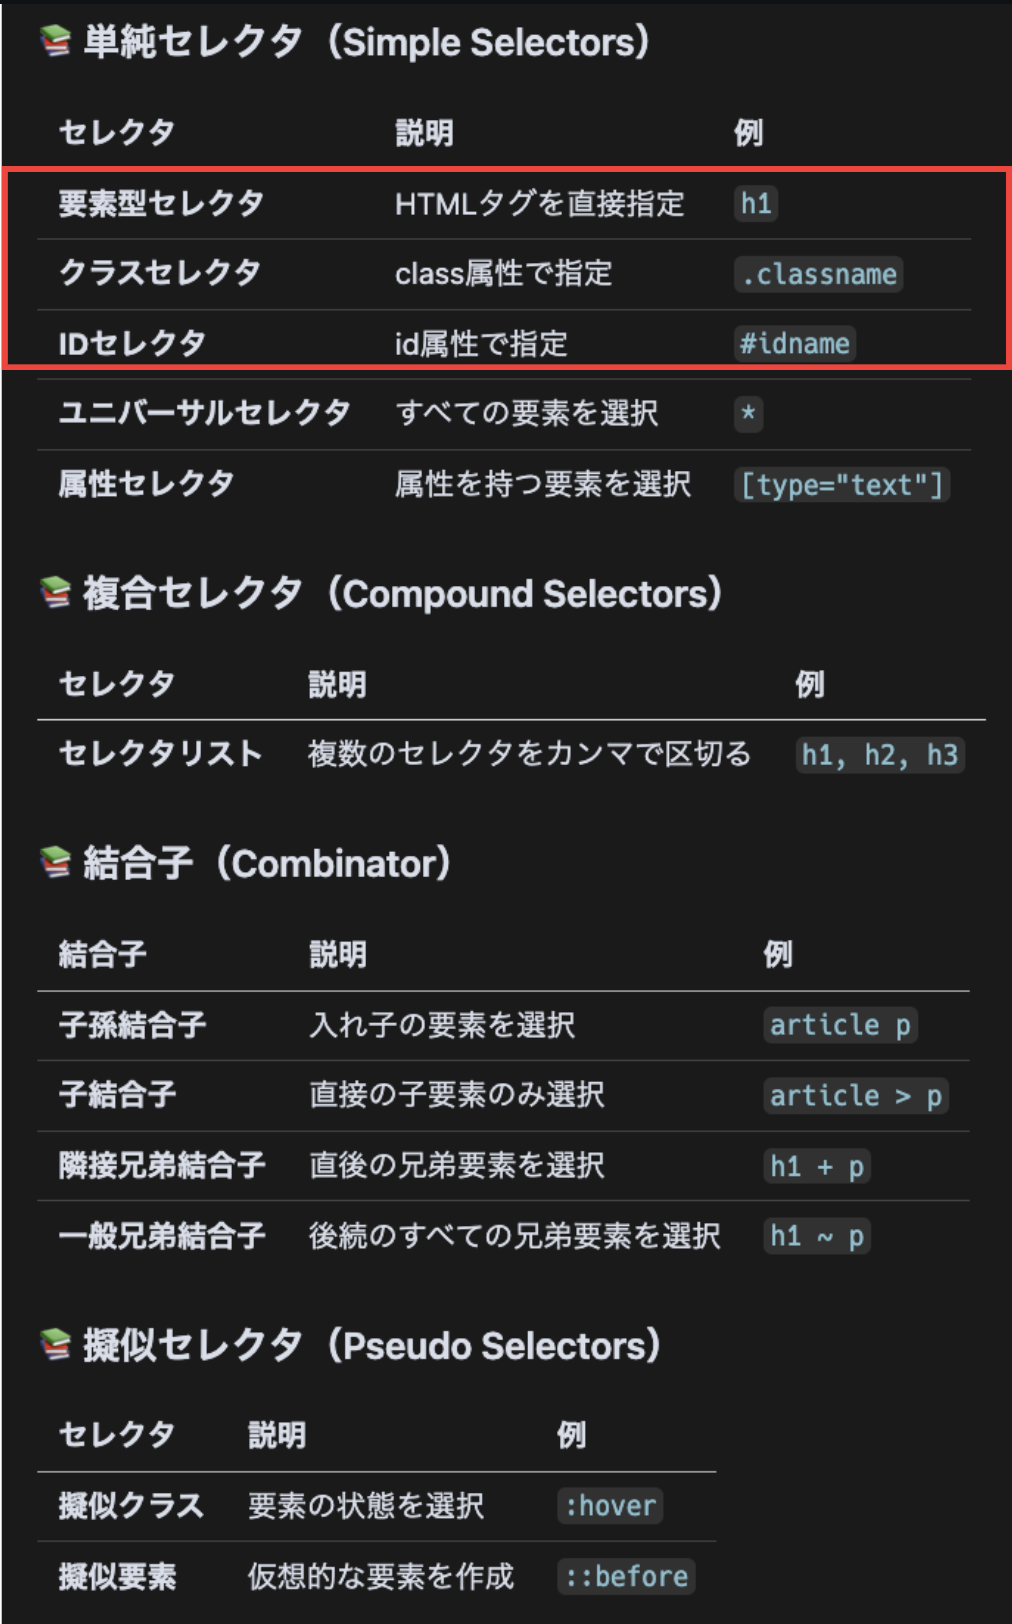 📚 単純セレクタ（Simple Selectors）
セレクタ 説明 例
要素型セレクタ HTMLタグを直接指定 h1
クラスセレクタ class属性で指定 .classname
IDセレクタ id属性で指定 #idname
ユニバーサルセレクタ すべての要素を選択 *
属性セレクタ 属性を持つ要素を選択 [type="text"]
📚 複合セレクタ（Compound Selectors）
セレクタ 説明 例
セレクタリスト 複数のセレクタをカンマで区切る h1, h2, h3
📚 結合子（Combinator）
結合子 説明 例
子孫結合子 入れ子の要素を選択 article p
子結合子 直接の子要素のみ選択 article > p
隣接兄弟結合子 直後の兄弟要素を選択 h1 + p
一般兄弟結合子 後続のすべての兄弟要素を選択 h1 ~ p
📚 擬似セレクタ（Pseudo Selectors）
セレクタ 説明 例
擬似クラス 要素の状態を選択 :hover
擬似要素 仮想的な要素を作成 ::before